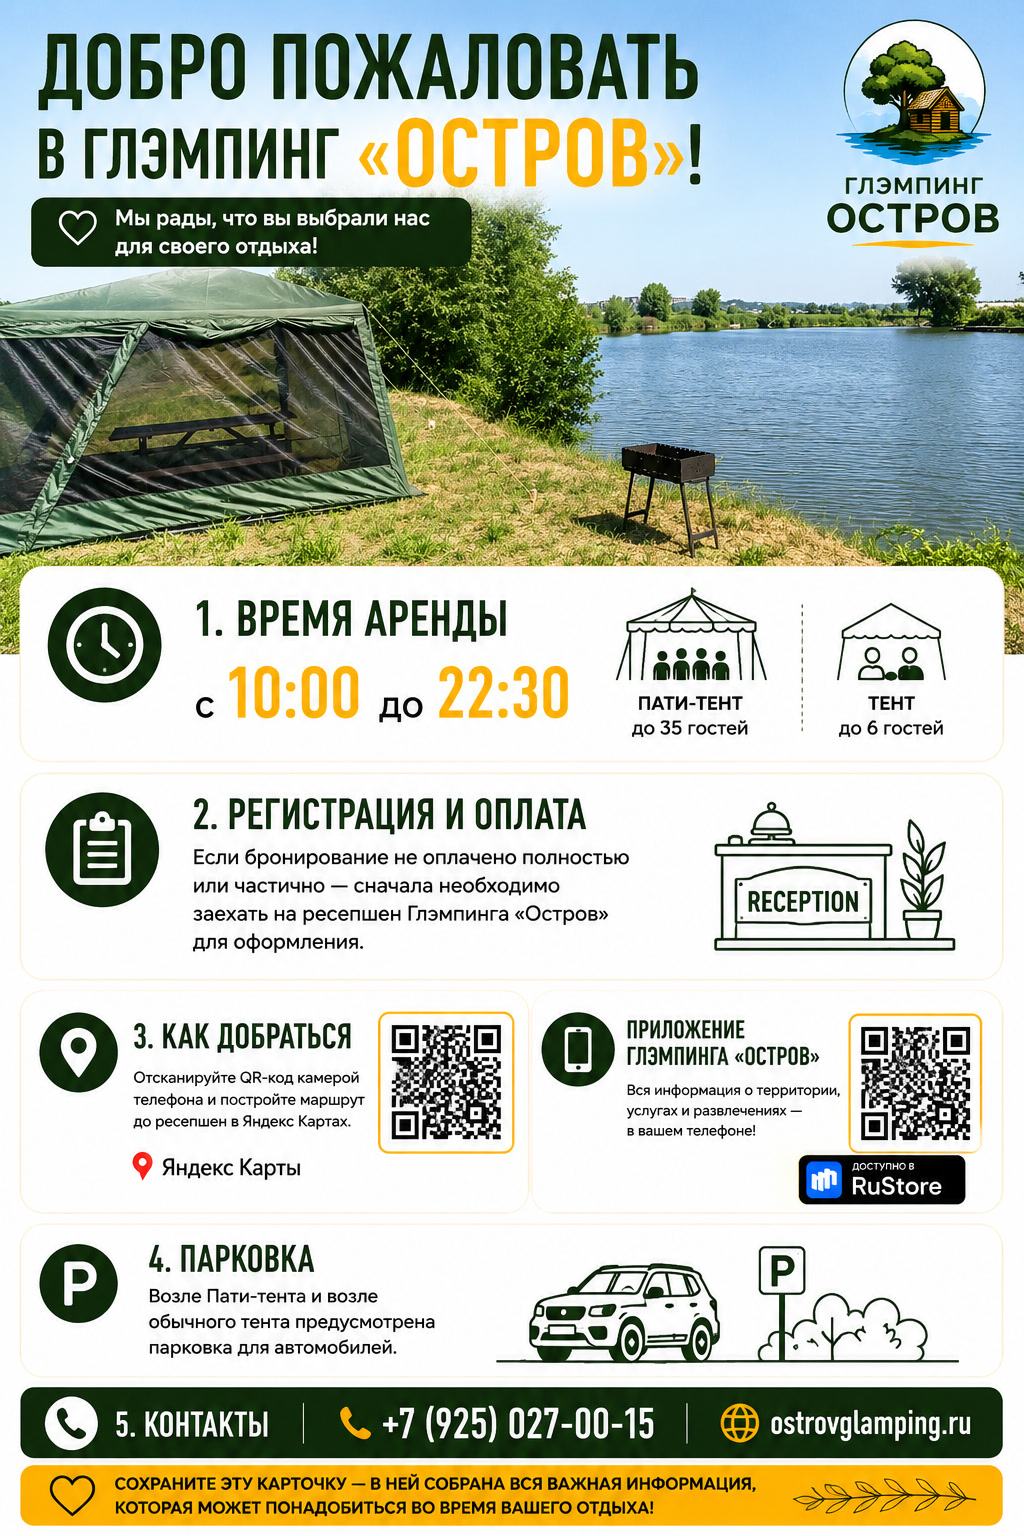 ДОБРО ПОЖАЛОВАТЬ
В ГЛЭМПИНГ «ОСТРОВ»!
Мы рады, что вы выбрали нас
для своего отдыха!
ГЛЭМПИНГ
ОСТРОВ
1. ВРЕМЯ АРЕНДЫ
с 10:00 до 22:30
ПАТИ-ТЕНТ
до 35 гостей
ТЕНТ
до 6 гостей
2. РЕГИСТРАЦИЯ И ОПЛАТА
Если бронирование не оплачено полностью
или частично — сначала необходимо
заехать на ресепшен Глэмпинга «Остров»
для оформления.
RECEPTION
3. КАК ДОБРАТЬСЯ
Отсканируйте QR-код камерой
телефона и постройте маршрут
до ресепшен в Яндекс Картах.
Яндекс Карты
ПРИЛОЖЕНИЕ
ГЛЭМПИНГА «ОСТРОВ»
Вся информация о территории,
услугах и развлечениях —
в вашем телефоне!
ДОСТУПНО В
RuStore
P
4. ПАРКОВКА
Возле Пати-тента и возле
обычного тента предусмотрена
парковка для автомобилей.
P
5. КОНТАКТЫ
+7 (925) 027-00-15
ostrovglamping.ru
СОХРАНИТЕ ЭТУ КАРТОЧКУ — В НЕЙ СОБРАНА ВСЯ ВАЖНАЯ ИНФОРМАЦИЯ,
КОТОРАЯ МОЖЕТ ПОНАДОБИТЬСЯ ВО ВРЕМЯ ВАШЕГО ОТДЫХА!